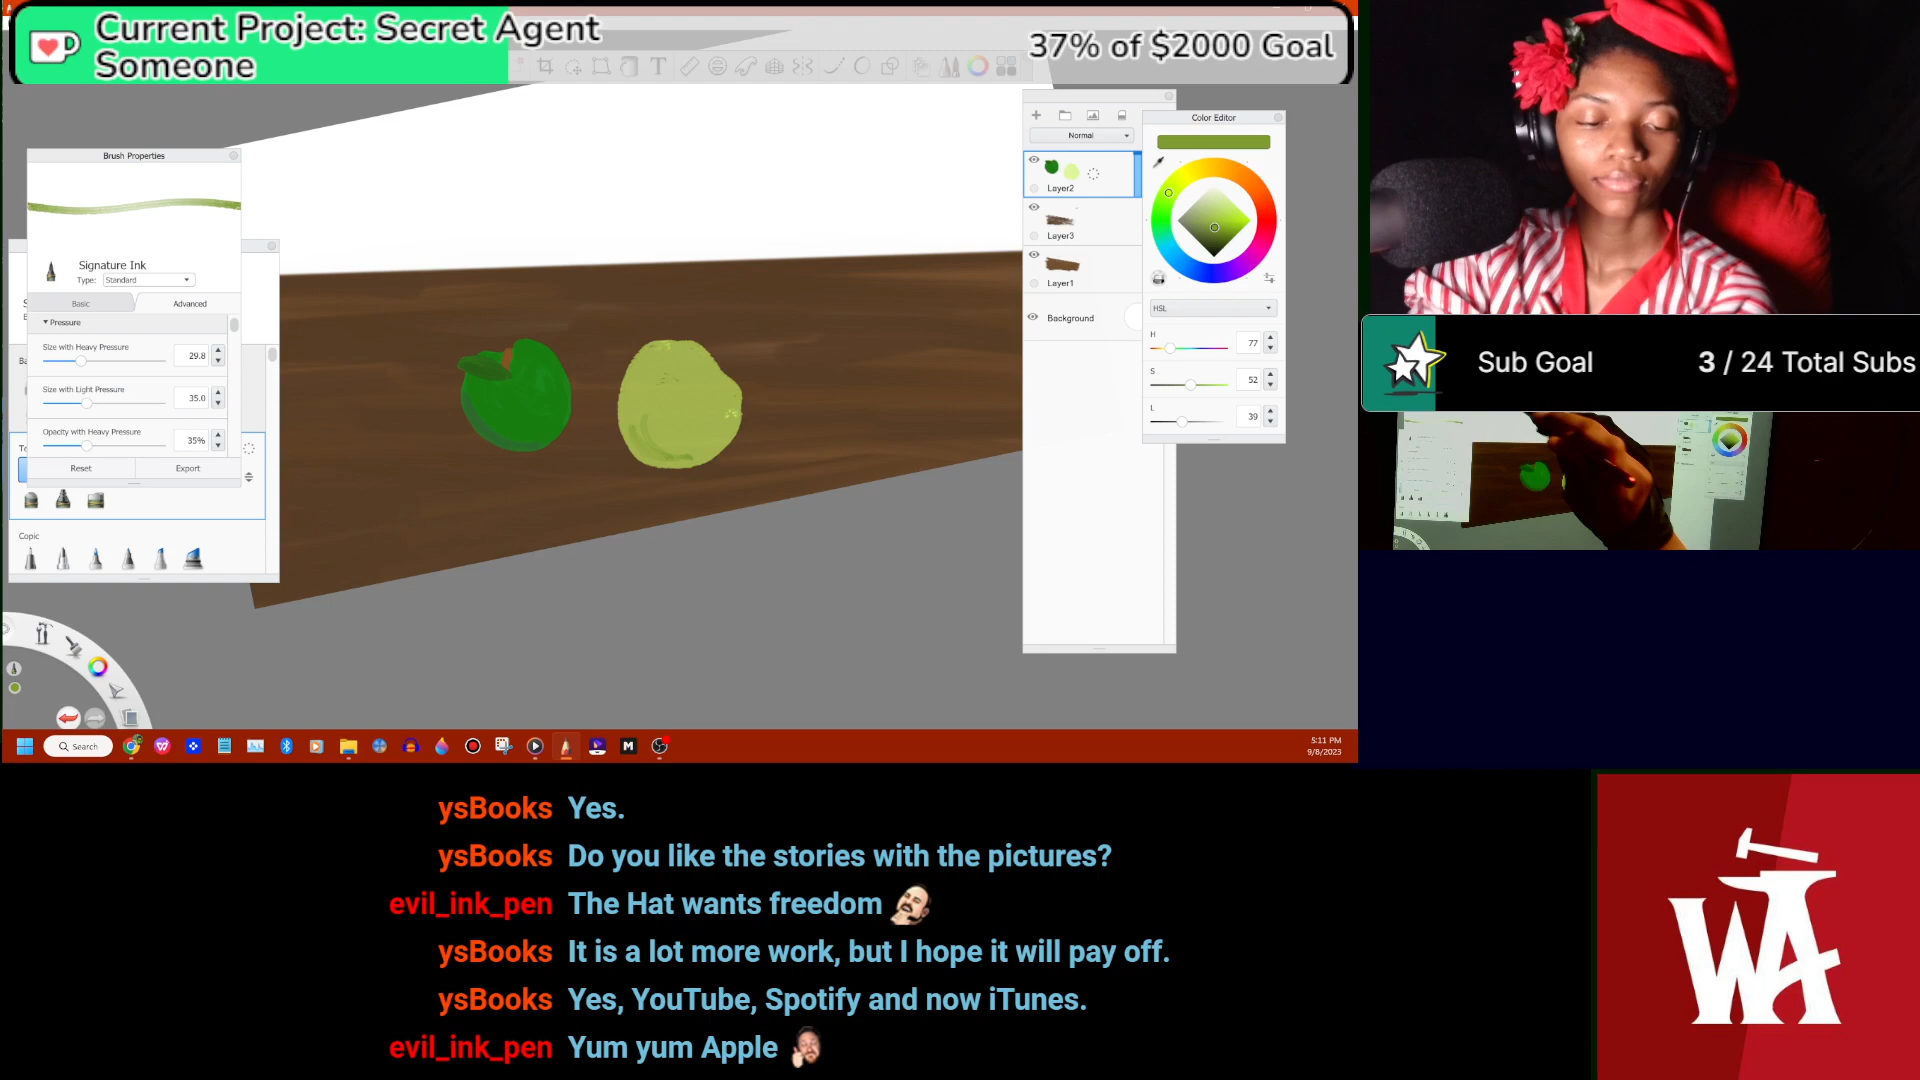 Current Project: Secret Agent
Someone
37% of $2000 Goal
Brush Properties
Signature Ink
Type: Standard
Basic
Advanced
Pressure
Size with Heavy Pressure
29.8
Size with Light Pressure
35.0
Opacity with Heavy Pressure
35%
Reset
Export
Copic
Normal
Layer2
Layer3
Layer1
Background
Color Editor
HSL
H
77
S
52
L
39
Sub Goal
3 / 24 Total Subs
Search
5:11 PM
9/8/2023
ysBooks Yes.
ysBooks Do you like the stories with the pictures?
evil_ink_pen The Hat wants freedom
ysBooks It is a lot more work, but I hope it will pay off.
ysBooks Yes, YouTube, Spotify and now iTunes.
evil_ink_pen Yum yum Apple
WA